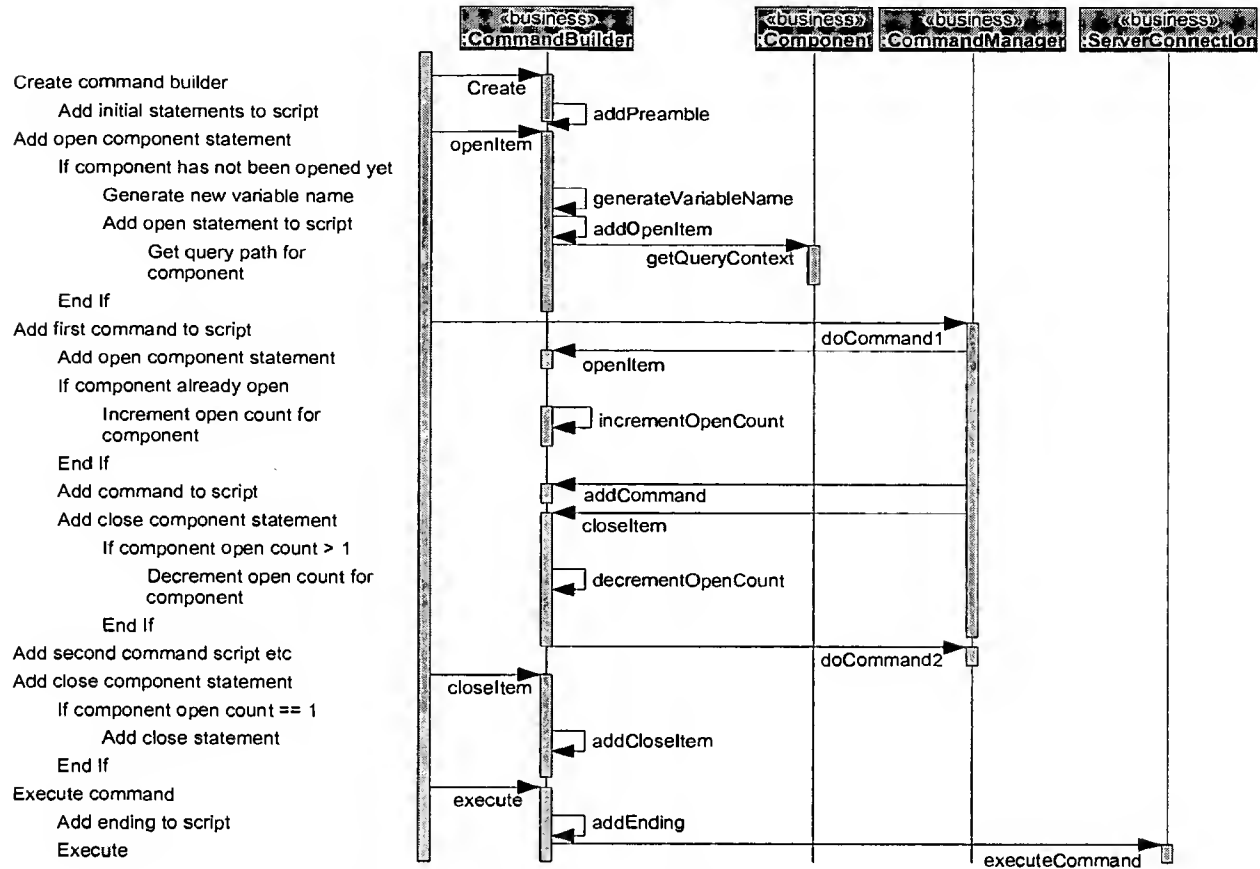 «business» «business» «business» «business»
:CommandBuilder :Component :CommandManager :ServerConnection
Create command builder
Create
Add initial statements to script
addPreamble
Add open component statement
openItem
If component has not been opened yet
Generate new variable name
generateVariableName
Add open statement to script
addOpenItem
Get query path for
component
getQueryContext
End If
Add first command to script
doCommand1
Add open component statement
openItem
If component already open
Increment open count for
component
incrementOpenCount
End If
Add command to script
addCommand
Add close component statement
closeItem
If component open count > 1
Decrement open count for
component
decrementOpenCount
End If
Add second command script etc
doCommand2
Add close component statement
closeItem
If component open count == 1
Add close statement
addCloseItem
End If
Execute command
execute
Add ending to script
addEnding
Execute
executeCommand